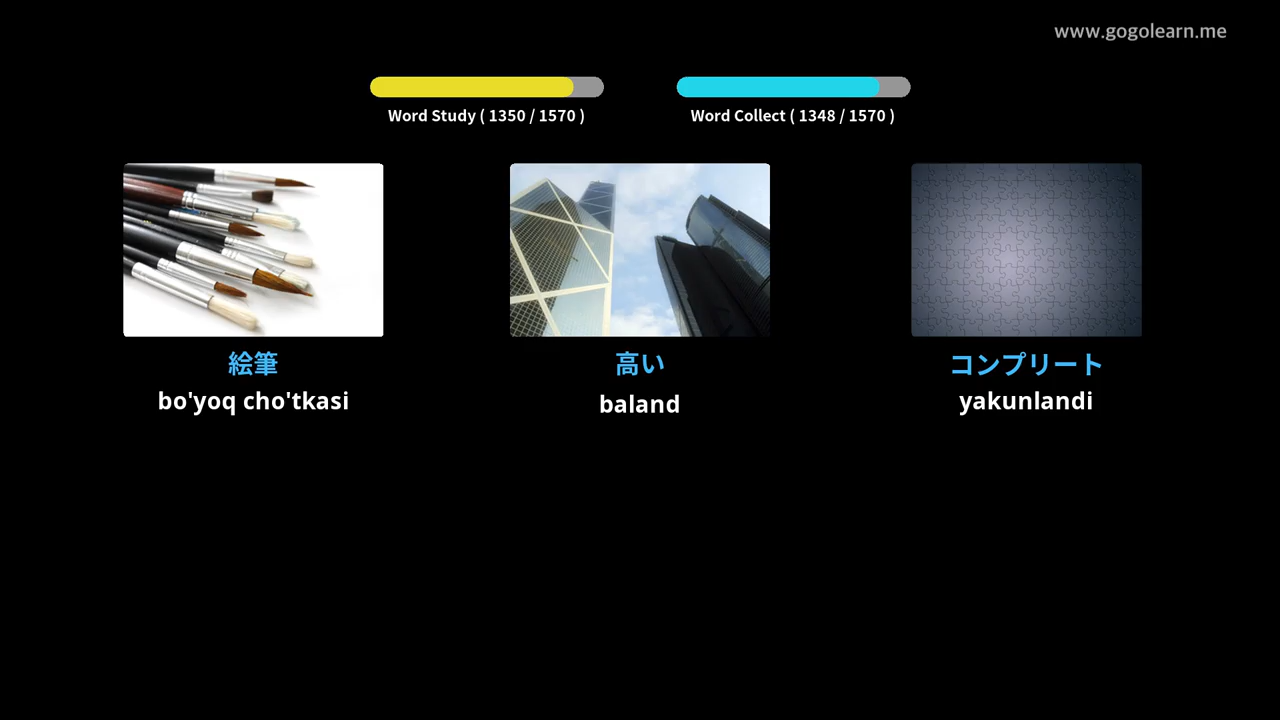 www.gogolearn.me
Word Study ( 1350 / 1570 )
Word Collect ( 1348 / 1570 )
絵筆
bo'yoq cho'tkasi
高い
baland
コンプリート
yakunlandi